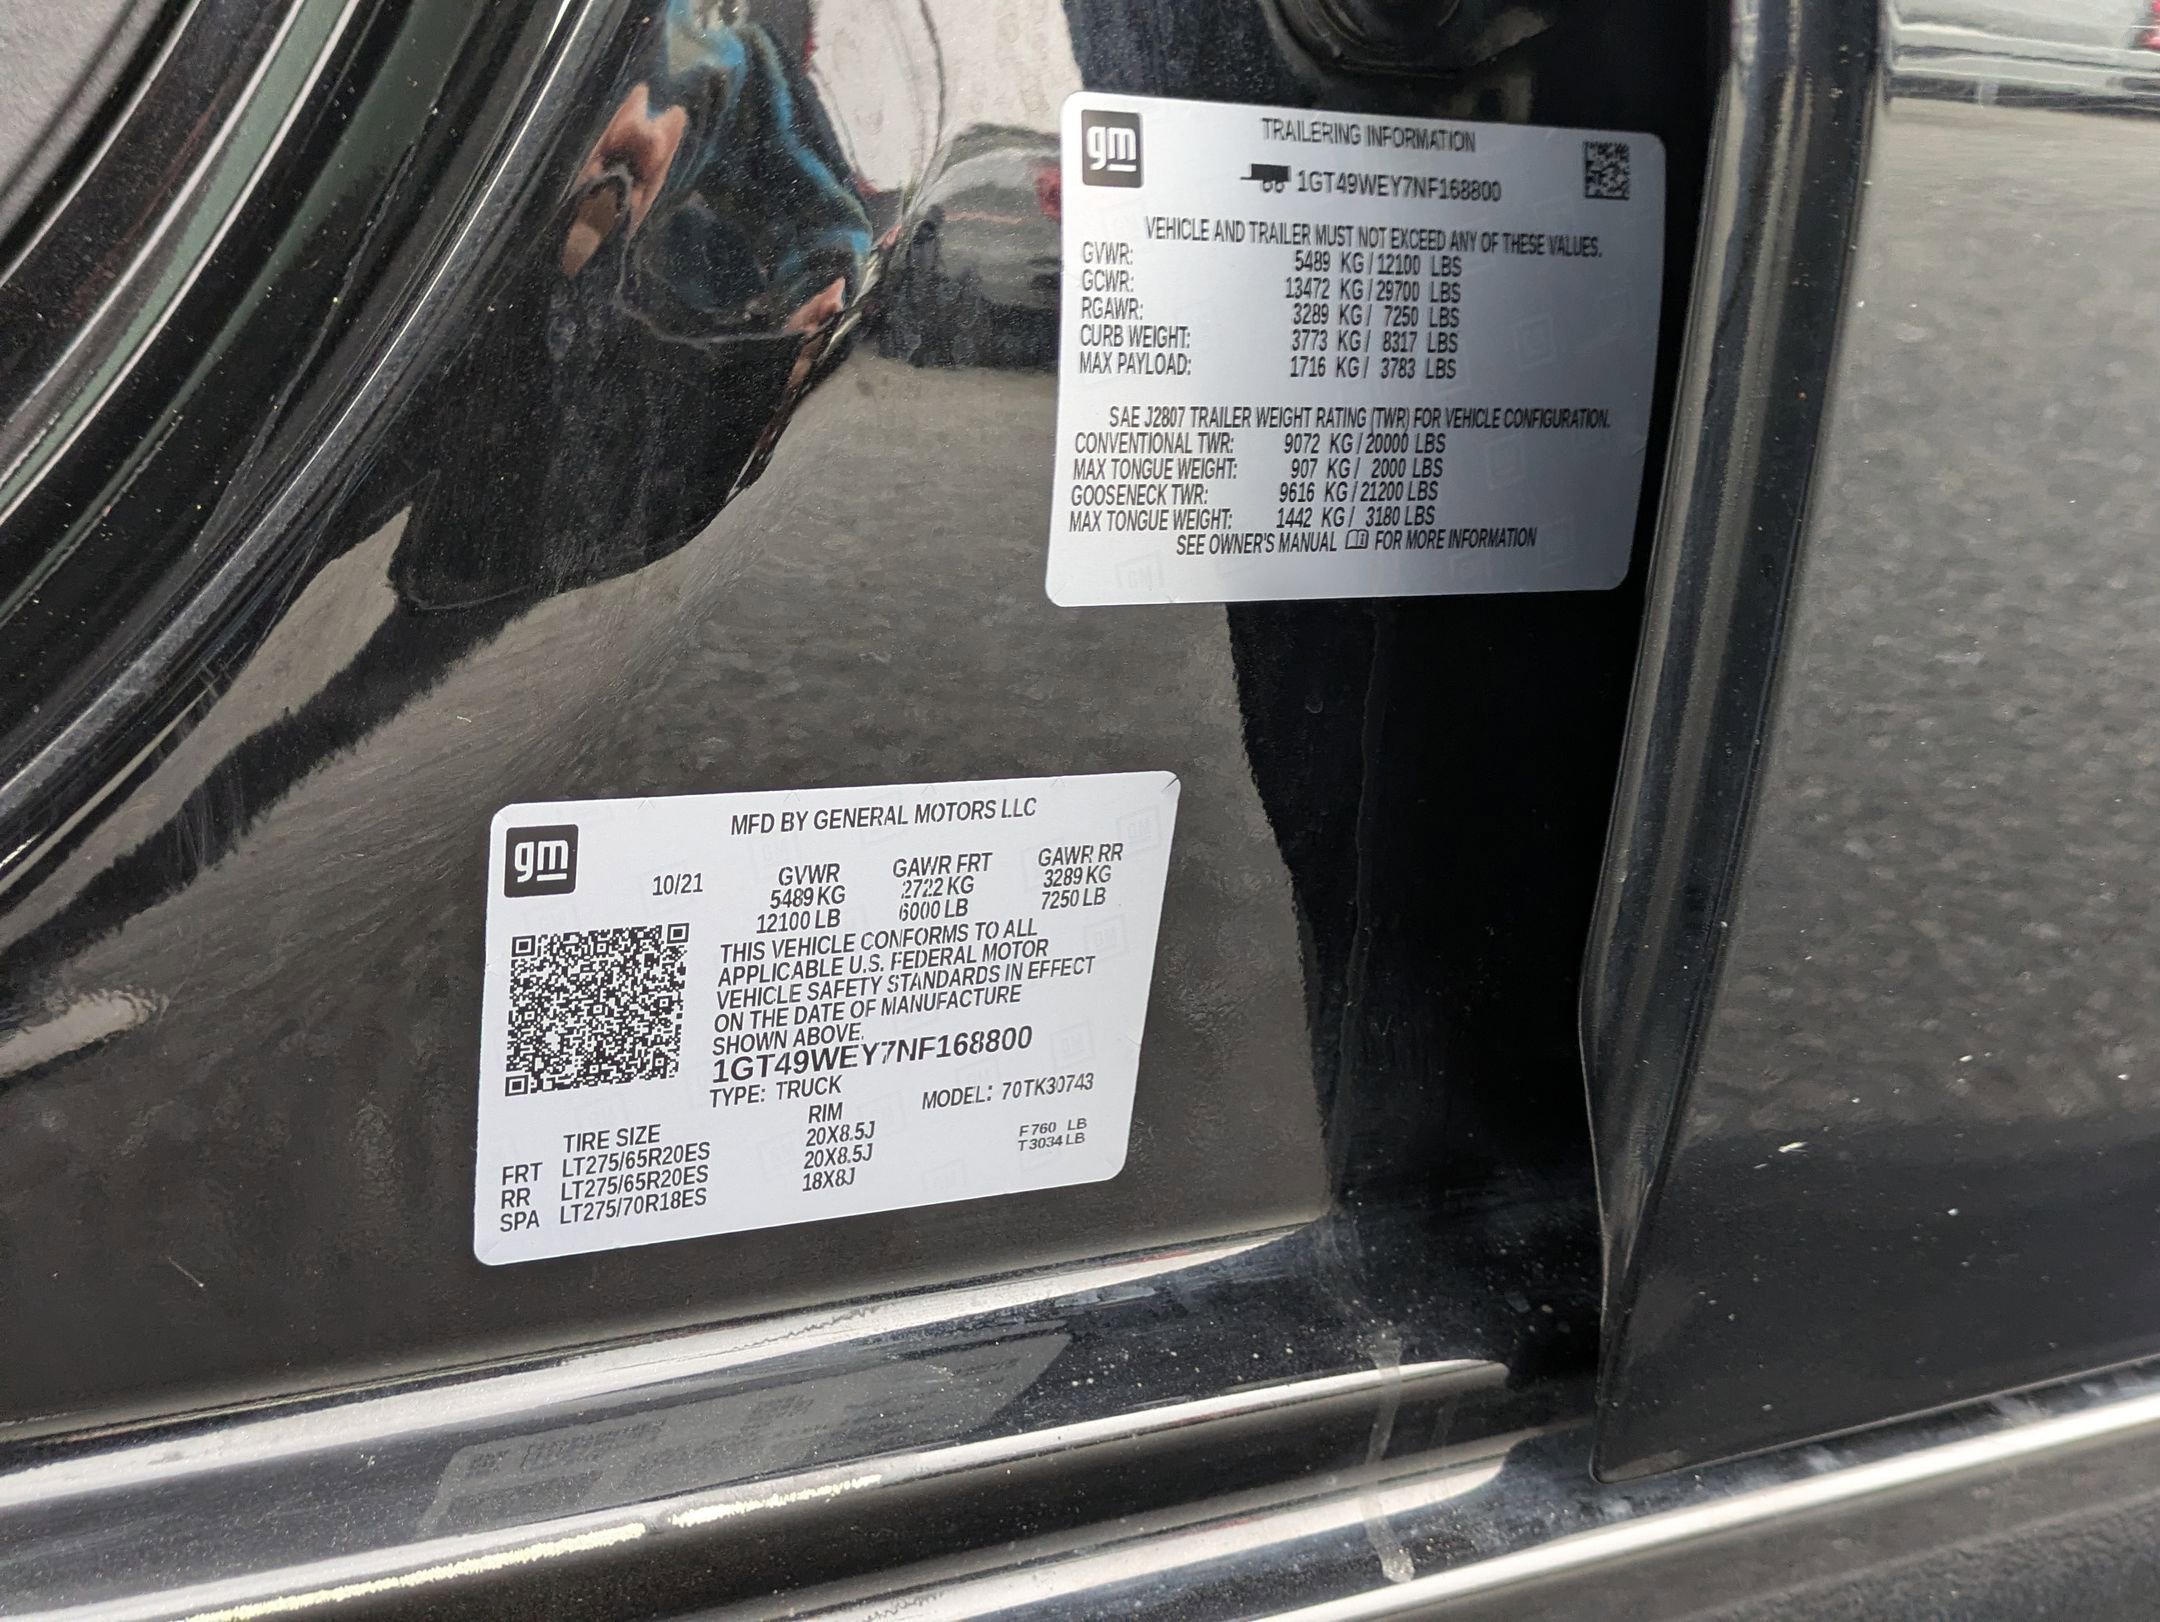 gm
TRAILERING INFORMATION
1GT49WEY7NF168800
VEHICLE AND TRAILER MUST NOT EXCEED ANY OF THESE VALUES.
GVWR: 5489 KG / 12100 LBS
GCWR: 13472 KG / 29700 LBS
RGAWR: 3289 KG / 7250 LBS
CURB WEIGHT: 3773 KG / 8317 LBS
MAX PAYLOAD: 1716 KG / 3783 LBS
SAE J2807 TRAILER WEIGHT RATING (TWR) FOR VEHICLE CONFIGURATION.
CONVENTIONAL TWR: 9072 KG / 20000 LBS
MAX TONGUE WEIGHT: 907 KG / 2000 LBS
GOOSENECK TWR: 9616 KG / 21200 LBS
MAX TONGUE WEIGHT: 1442 KG / 3180 LBS
SEE OWNER'S MANUAL FOR MORE INFORMATION
gm
MFD BY GENERAL MOTORS LLC
10/21 GVWR GAWR FRT GAWR RR
5489 KG 2722 KG 3289 KG
12100 LB 6000 LB 7250 LB
THIS VEHICLE CONFORMS TO ALL
APPLICABLE U.S. FEDERAL MOTOR
VEHICLE SAFETY STANDARDS IN EFFECT
ON THE DATE OF MANUFACTURE
SHOWN ABOVE.
1GT49WEY7NF168800
TYPE: TRUCK MODEL: 70TK30743
TIRE SIZE RIM
FRT LT275/65R20ES 20X8.5J F 760 LB
RR LT275/65R20ES 20X8.5J T 3034 LB
SPA LT275/70R18ES 18X8J